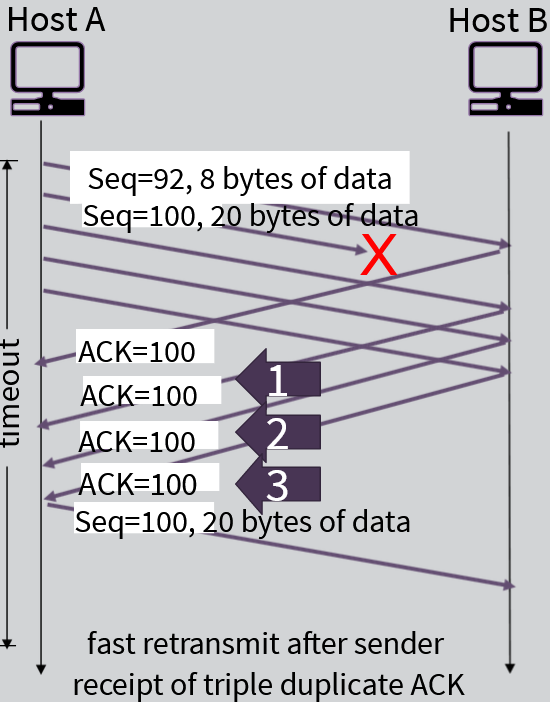 Host A
Host B
Seq=92, 8 bytes of data
Seq=100, 20 bytes of data
X
timeout
ACK=100
1
ACK=100
2
ACK=100
3
ACK=100
Seq=100, 20 bytes of data
fast retransmit after sender
receipt of triple duplicate ACK